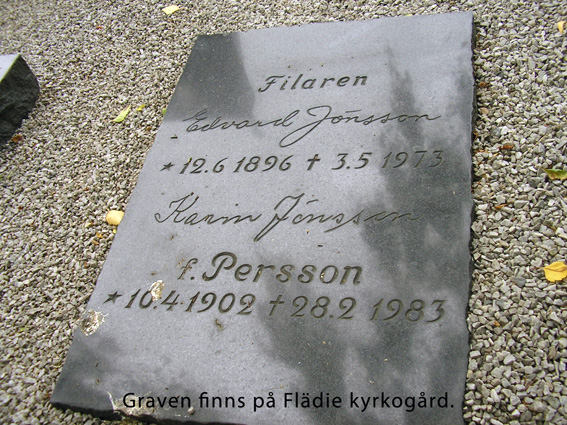 Filaren
Edvard Jönsson
* 12.6 1896 † 3.5 1973
Karin Jönsson
f. Persson
* 10.4.1902 † 28.2 1983
Graven finns på Flädie kyrkogård.